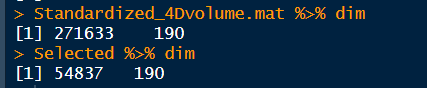 > Standardized_4Dvolume.mat %>% dim
[1] 271633    190
> Selected %>% dim
[1] 54837   190